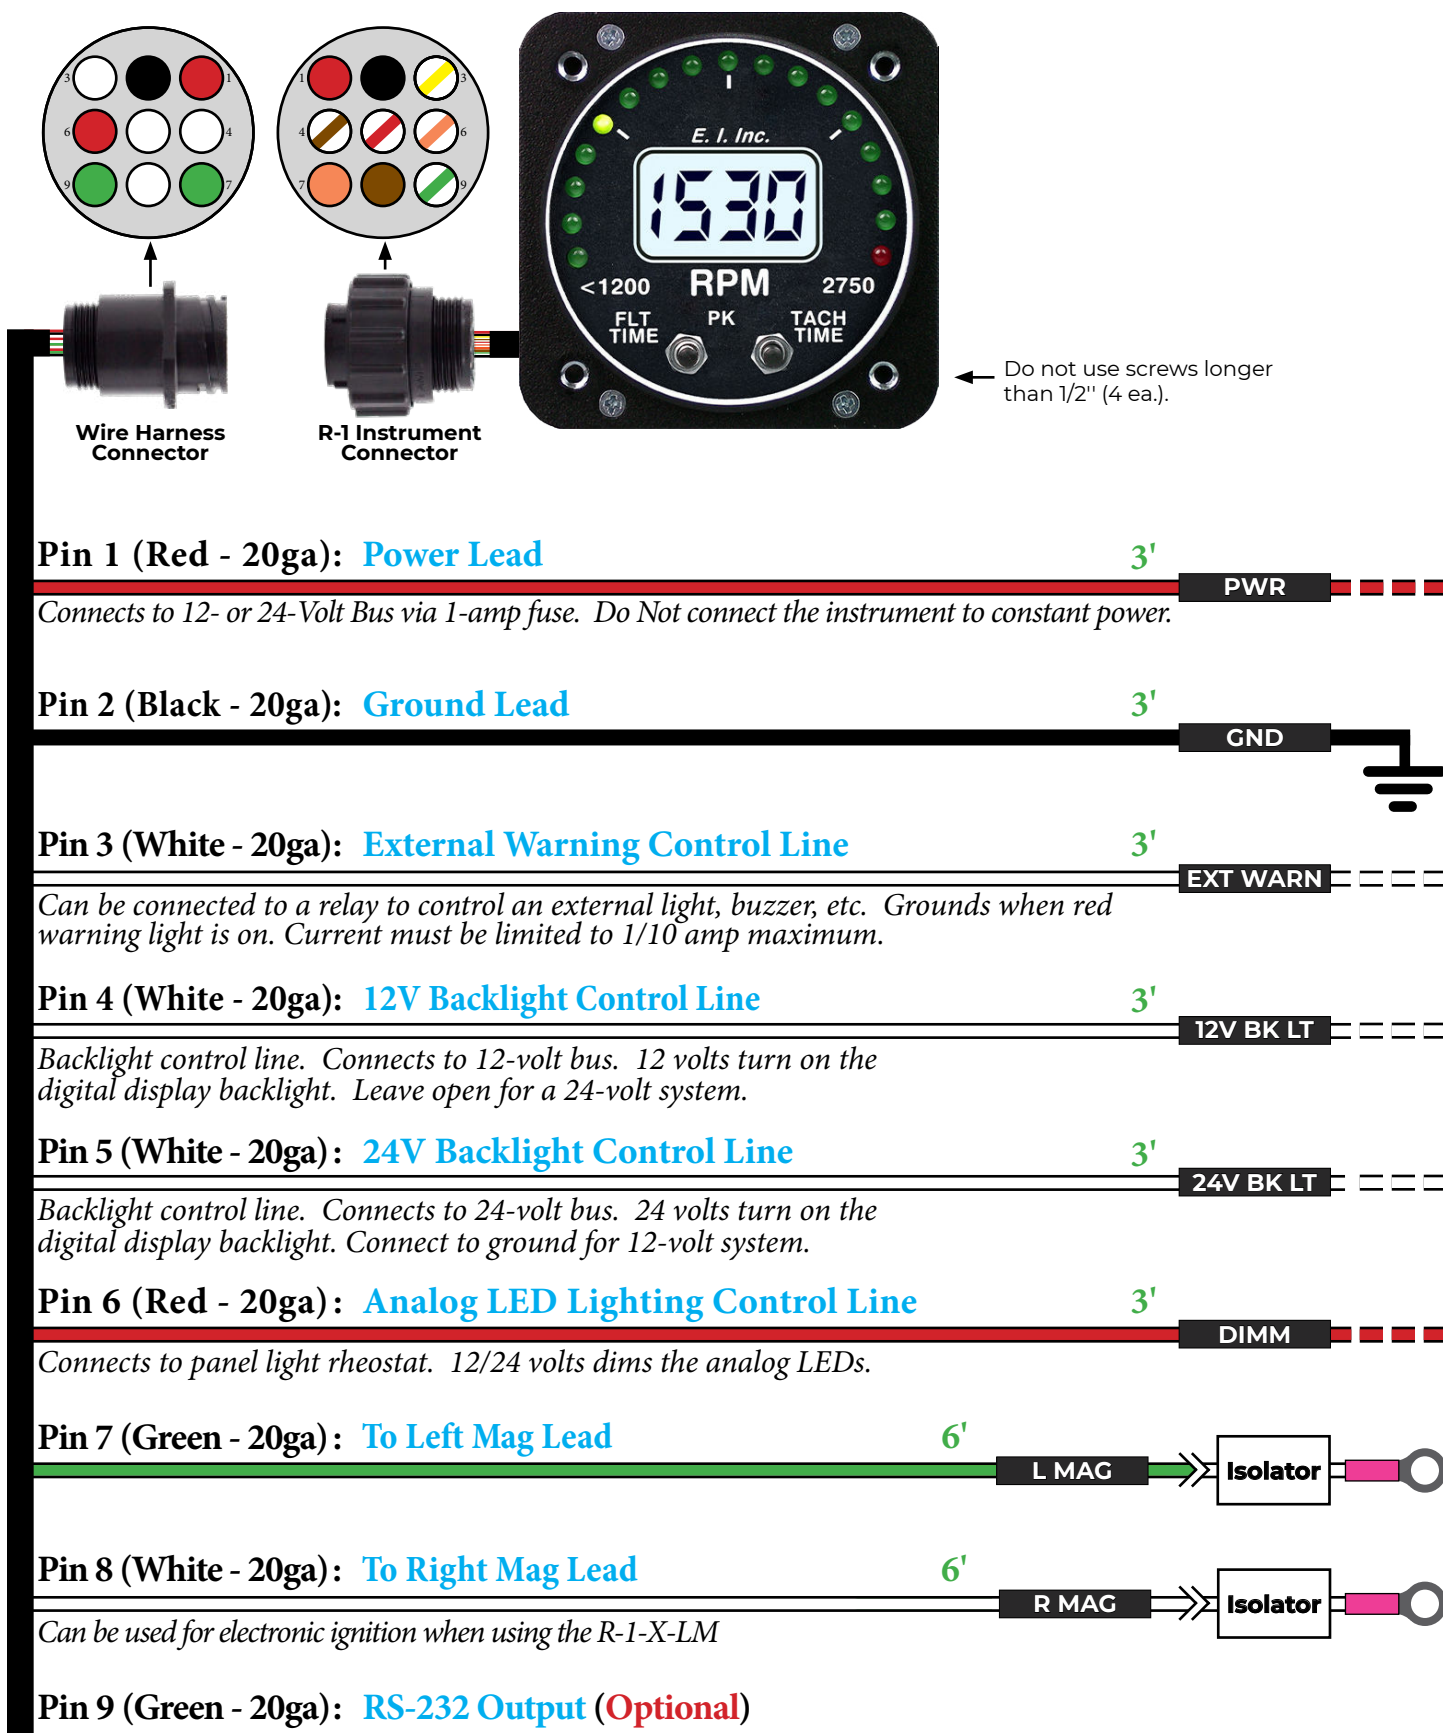 3 1
6 4
9 7
1 3
4 6
7 9
E. I. Inc.
1530
<1200 RPM 2750
FLT TIME PK TACH TIME
Do not use screws longer
than 1/2'' (4 ea.).
Wire Harness
Connector
R-1 Instrument
Connector
Pin 1 (Red - 20ga): Power Lead 3'
PWR
Connects to 12- or 24-Volt Bus via 1-amp fuse. Do Not connect the instrument to constant power.
Pin 2 (Black - 20ga): Ground Lead 3'
GND
Pin 3 (White - 20ga): External Warning Control Line 3'
EXT WARN
Can be connected to a relay to control an external light, buzzer, etc. Grounds when red
warning light is on. Current must be limited to 1/10 amp maximum.
Pin 4 (White - 20ga): 12V Backlight Control Line 3'
12V BK LT
Backlight control line. Connects to 12-volt bus. 12 volts turn on the
digital display backlight. Leave open for a 24-volt system.
Pin 5 (White - 20ga): 24V Backlight Control Line 3'
24V BK LT
Backlight control line. Connects to 24-volt bus. 24 volts turn on the
digital display backlight. Connect to ground for 12-volt system.
Pin 6 (Red - 20ga): Analog LED Lighting Control Line 3'
DIMM
Connects to panel light rheostat. 12/24 volts dims the analog LEDs.
Pin 7 (Green - 20ga): To Left Mag Lead 6'
L MAG Isolator
Pin 8 (White - 20ga): To Right Mag Lead 6'
R MAG Isolator
Can be used for electronic ignition when using the R-1-X-LM
Pin 9 (Green - 20ga): RS-232 Output (Optional)